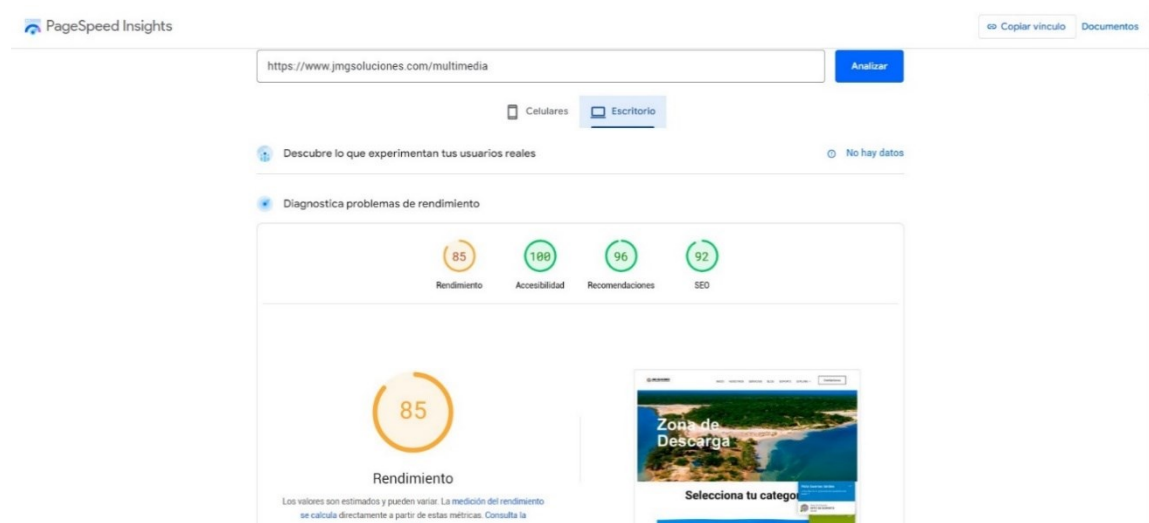 PageSpeed Insights
Copiar vínculo Documentos
https://www.jmgsoluciones.com/multimedia
Analizar
Celulares Escritorio
Descubre lo que experimentan tus usuarios reales
No hay datos
Diagnostica problemas de rendimiento
85 100 96 92
Rendimiento Accesibilidad Recomendaciones SEO
85
Rendimiento
Los valores son estimados y pueden variar. La medición del rendimiento
se calcula directamente a partir de estas métricas. Consulta la
Zona de
Descarga
Selecciona tu catego